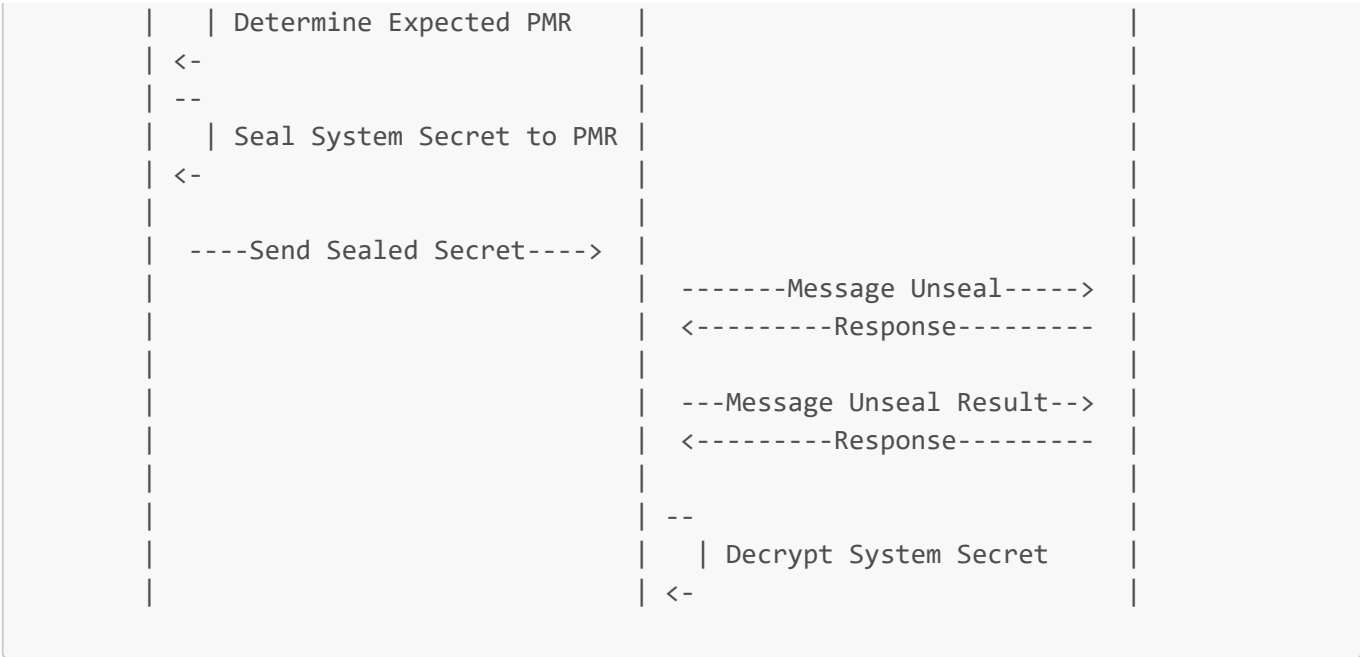 |   | Determine Expected PMR    |                               |
| <-                            |                               |
| --                            |                               |
|   | Seal System Secret to PMR |                               |
| <-                            |                               |
|                               |                               |
|  ----Send Sealed Secret---->  |                               |
|                               |  -------Message Unseal----->  |
|                               |  <---------Response---------  |
|                               |                               |
|                               |  ---Message Unseal Result-->  |
|                               |  <---------Response---------  |
|                               |                               |
|                               | --                            |
|                               |   | Decrypt System Secret     |
|                               | <-                            |